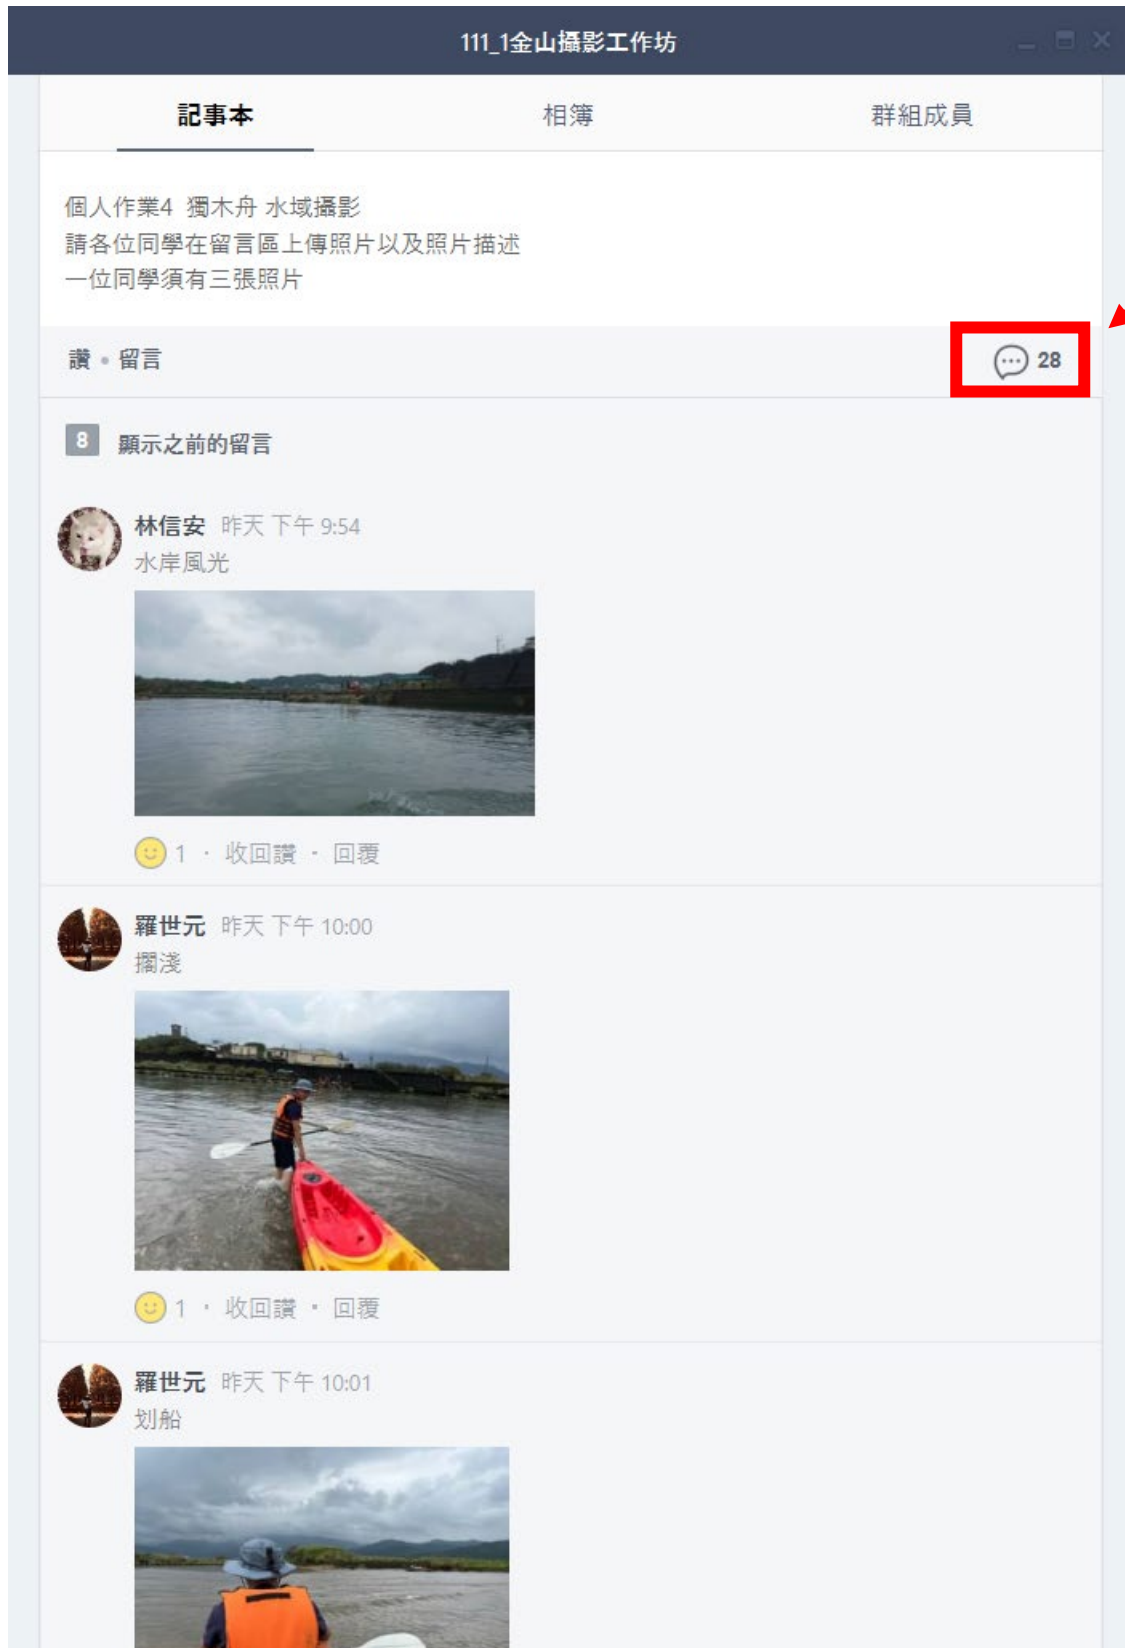 111_1金山攝影工作坊
記事本 相簿 群組成員
個人作業4 獨木舟 水域攝影
請各位同學在留言區上傳照片以及照片描述
一位同學須有三張照片
讚 • 留言 28
8 顯示之前的留言
林信安 昨天 下午 9:54
水岸風光
1 · 收回讚 · 回覆
羅世元 昨天 下午 10:00
擱淺
1 · 收回讚 · 回覆
羅世元 昨天 下午 10:01
划船